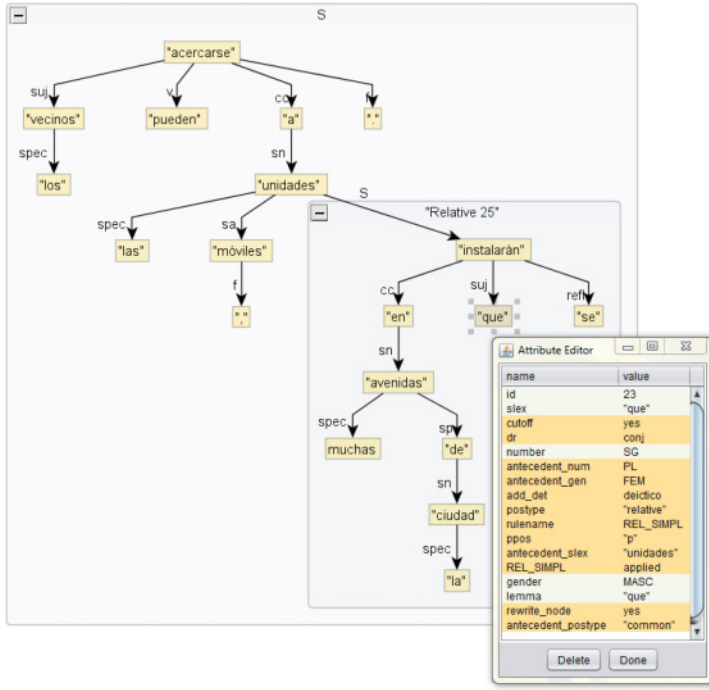 S
"acercarse"
suj v cc f
"vecinos" "pueden" "a" "."
spec sn
"los" "unidades"
S
"Relative 25"
spec sa
"las" "móviles" "instalarán"
f cc suj refl
"," "en" "que" "se"
sn
"avenidas"
spec sp
muchas "de"
sn
"ciudad"
spec
"la"
Attribute Editor
name value
id 23
slex "que"
cutoff yes
dr conj
number SG
antecedent_num PL
antecedent_gen FEM
add_det deictico
postype "relative"
rulename REL_SIMPL
ppos "p"
antecedent_slex "unidades"
REL_SIMPL applied
gender MASC
lemma "que"
rewrite_node yes
antecedent_postype "common"
Delete Done